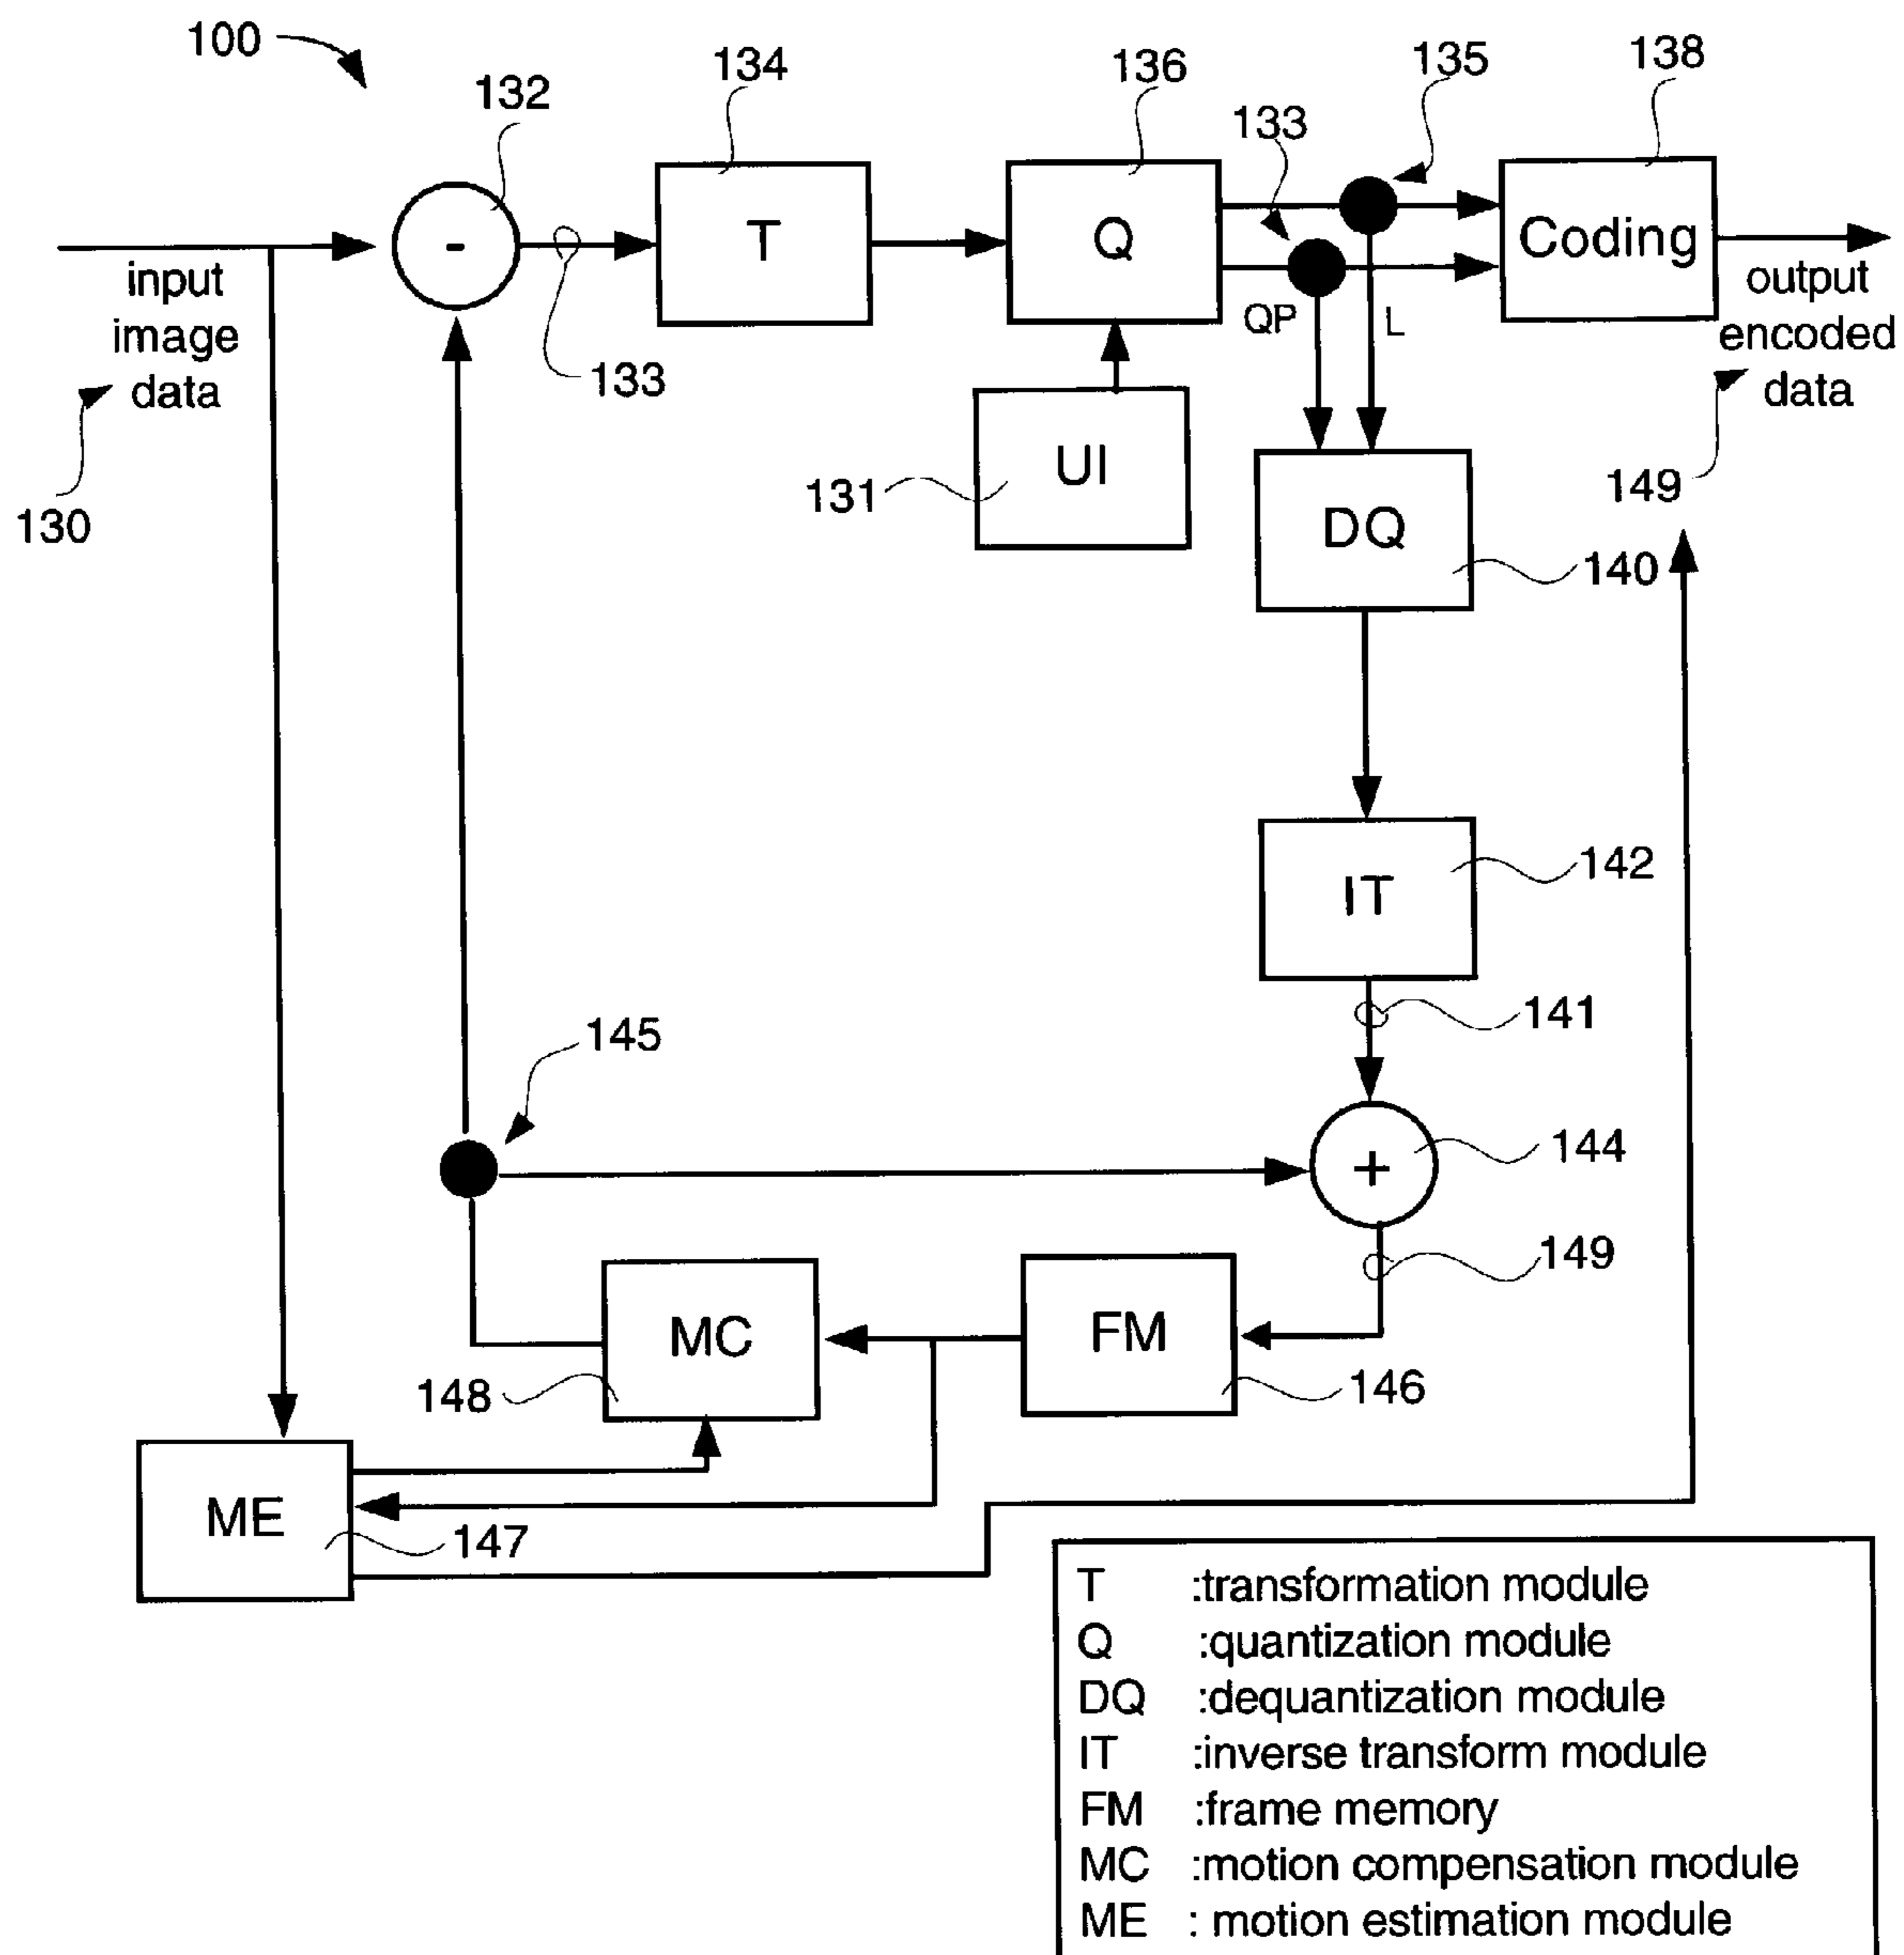 100
132
134
136
135
138
133
-
T
Q
Coding
input
image
data
130
133
QP
L
output
encoded
data
149
UI
131
DQ
140
IT
142
141
145
+
144
149
MC
148
FM
146
ME
147
T :transformation module
Q :quantization module
DQ :dequantization module
IT :inverse transform module
FM :frame memory
MC :motion compensation module
ME : motion estimation module